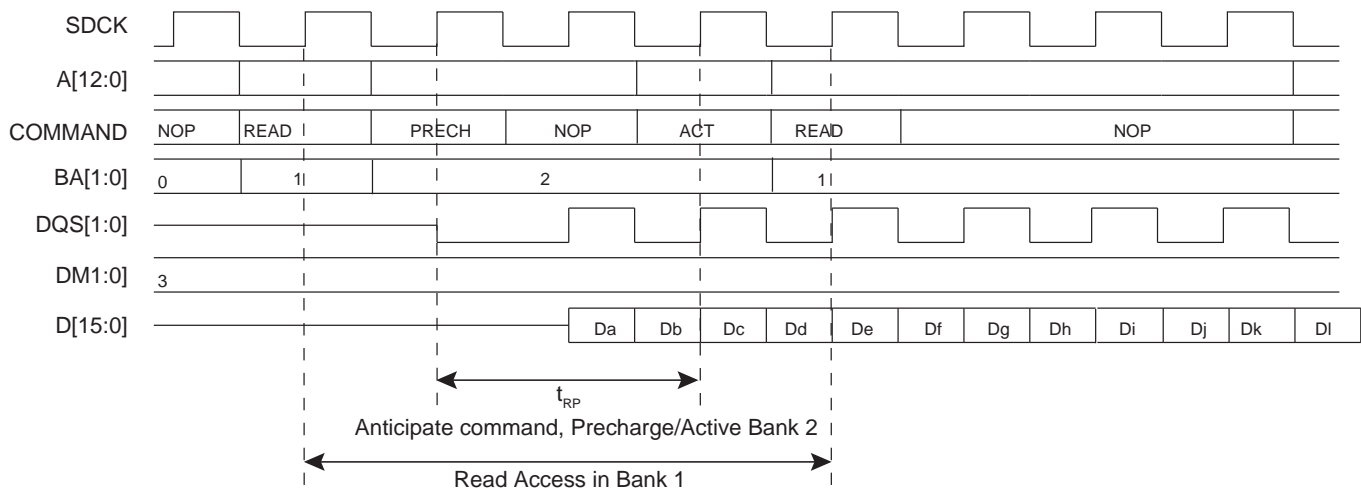 SDCK
A[12:0]
COMMAND NOP READ PRECH NOP ACT READ NOP
BA[1:0] 0 1 2 1
DQS[1:0]
DM1:0] 3
D[15:0] Da Db Dc Dd De Df Dg Dh Di Dj Dk Dl
tRP
Anticipate command, Precharge/Active Bank 2
Read Access in Bank 1